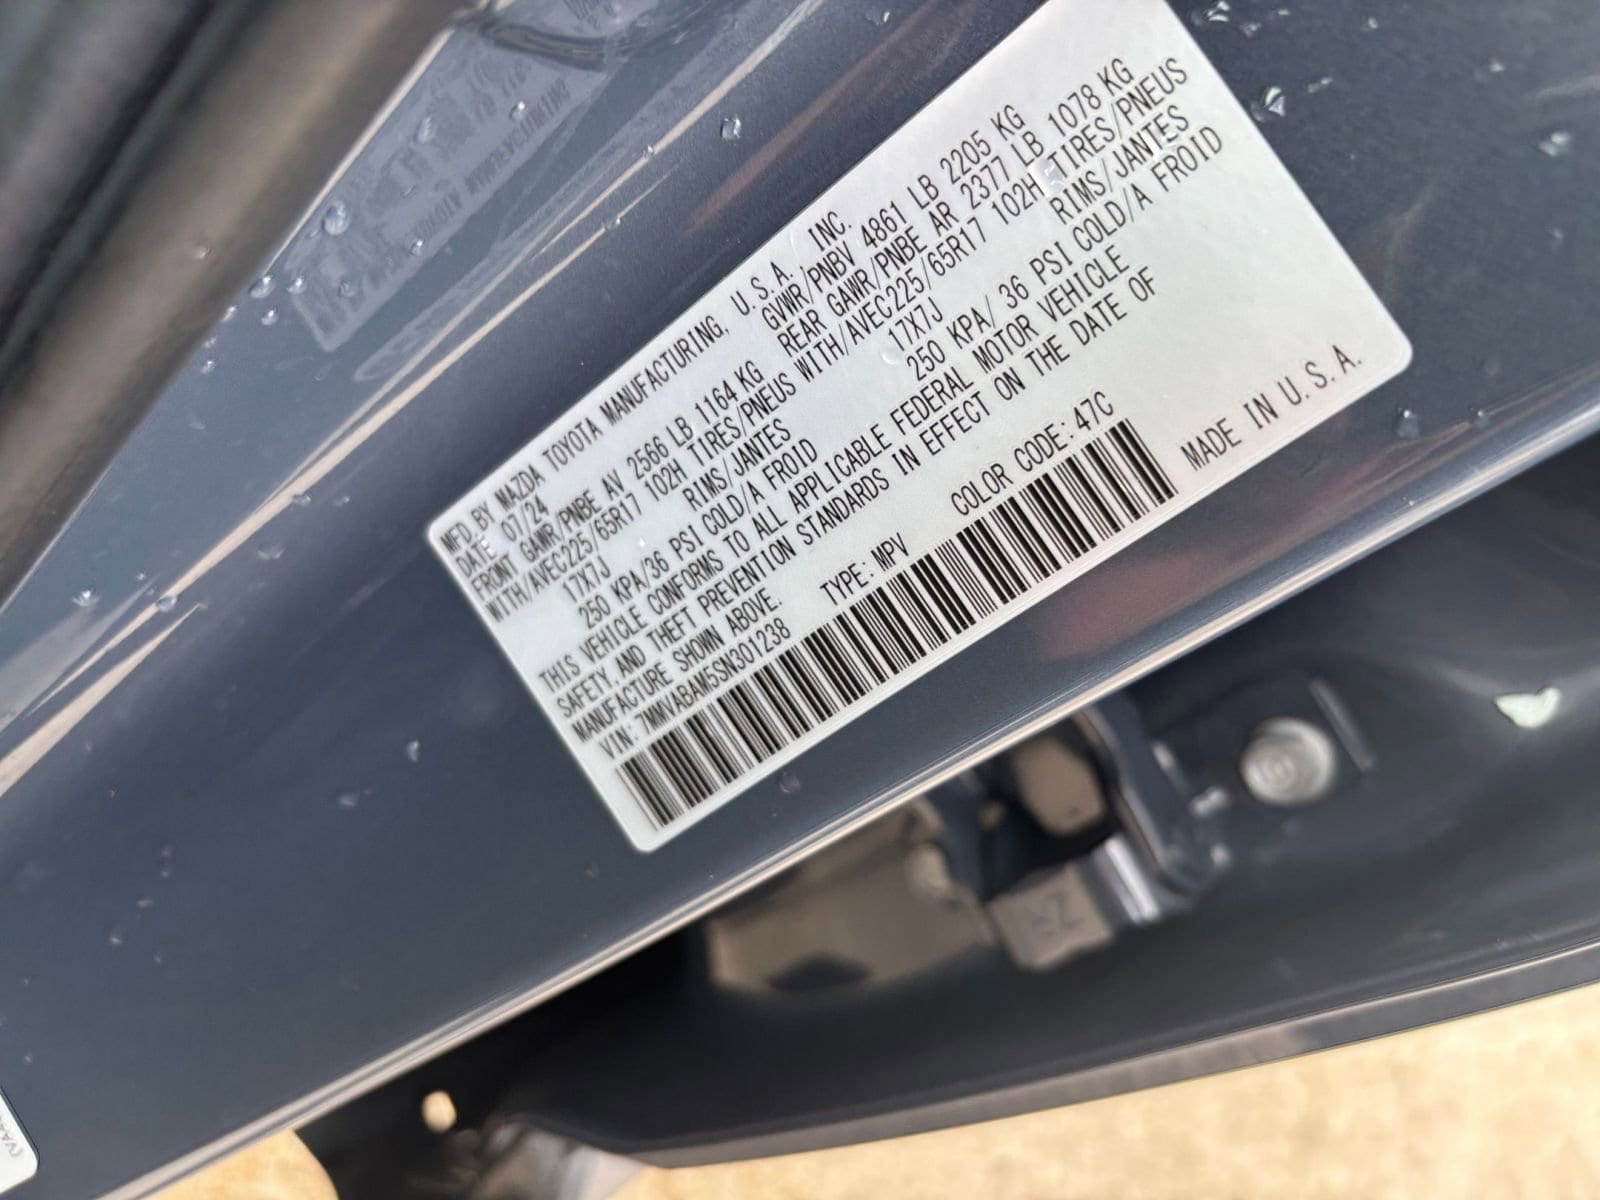 MFD.BY MAZDA TOYOTA MANUFACTURING, U.S.A. INC.
DATE 07/24 GVWR/PNBV 4861 LB 2205 KG
FRONT GAWR/PNBE AV 2566 LB 1164 KG REAR GAWR/PNBE AR 2377 LB 1078 KG
WITH/AVEC225/65R17 102H TIRES/PNEUS WITH/AVEC225/65R17 102H TIRES/PNEUS
17X7J RIMS/JANTES 17X7J RIMS/JANTES
250 KPA/36 PSI COLD/A FROID 250 KPA/ 36 PSI COLD/A FROID
THIS VEHICLE CONFORMS TO ALL APPLICABLE FEDERAL MOTOR VEHICLE
SAFETY, AND THEFT PREVENTION STANDARDS IN EFFECT ON THE DATE OF
MANUFACTURE SHOWN ABOVE.
VIN: 7MMVABAM5SN301238 TYPE: MPV COLOR CODE: 47C
MADE IN U.S.A.